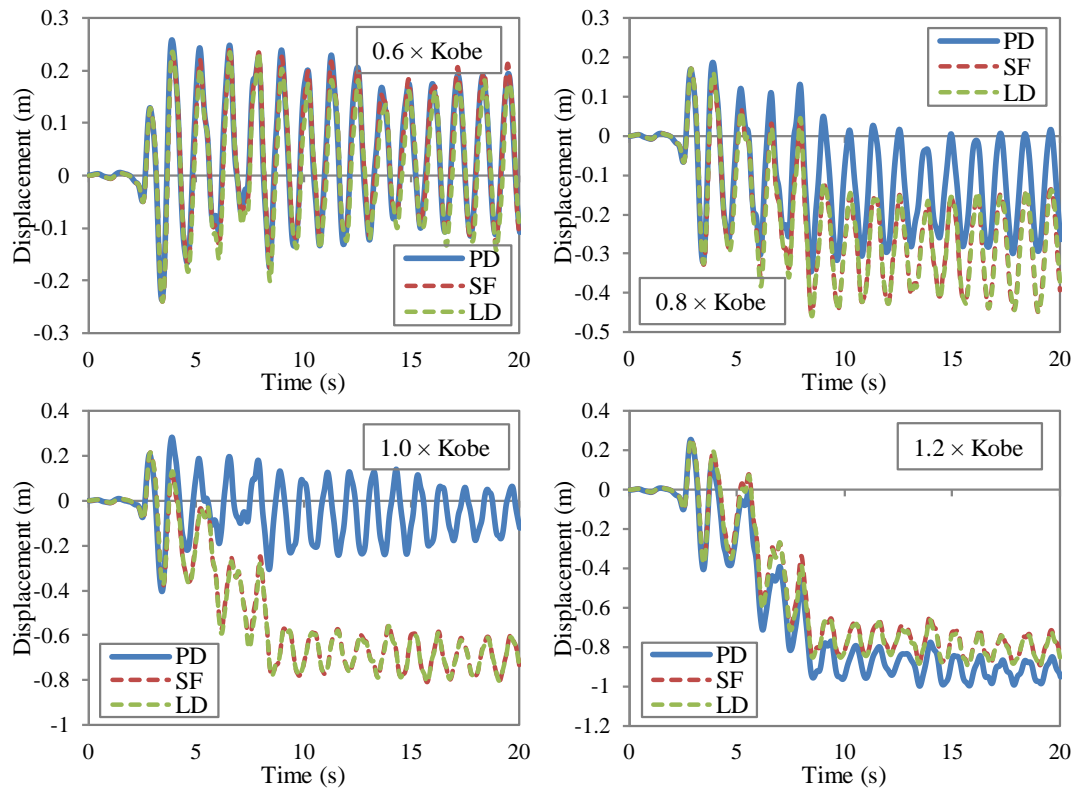 0.3
0.2
0.1
0
-0.1
-0.2
-0.3
Displacement (m)
0.6 × Kobe
PD
SF
LD
0 5 10 15 20
Time (s)
0.3
0.2
0.1
0
-0.1
-0.2
-0.3
-0.4
-0.5
Displacement (m)
PD
SF
LD
0.8 × Kobe
0 5 10 15 20
Time (s)
0.4
0.2
0
-0.2
-0.4
-0.6
-0.8
-1
Displacement (m)
1.0 × Kobe
PD
SF
LD
0 5 10 15 20
Time (s)
0.4
0.2
0
-0.2
-0.4
-0.6
-0.8
-1
-1.2
Displacement (m)
1.2 × Kobe
PD
SF
LD
0 5 10 15 20
Time (s)